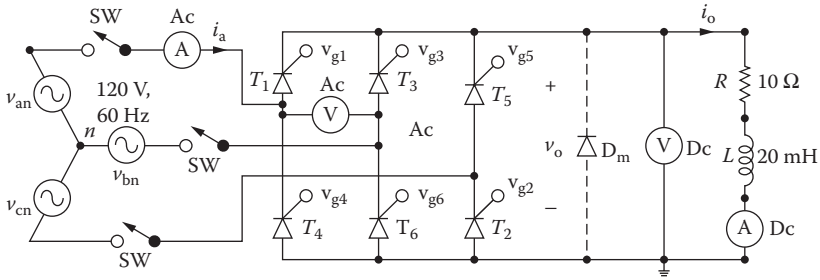 SW
Ac
A
i_a
v_an
120 V,
60 Hz
n
v_bn
SW
v_cn
SW
T_1
v_g1
v_g3
T_3
v_g5
T_5
Ac
V
Ac
v_g4
T_4
v_g6
T_6
v_g2
T_2
+
v_o
−
D_m
V
Dc
i_o
R
10 Ω
L
20 mH
A
Dc